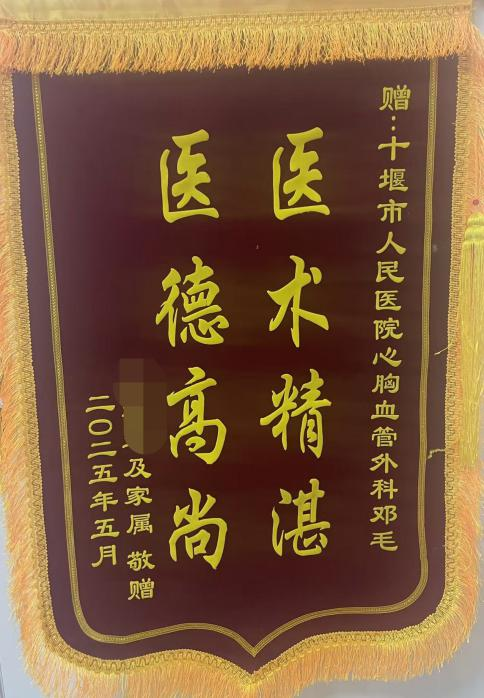 赠:十堰市人民医院心胸血管外科邓毛
医术精湛
医德高尚
及家属 敬赠
二〇二五年五月